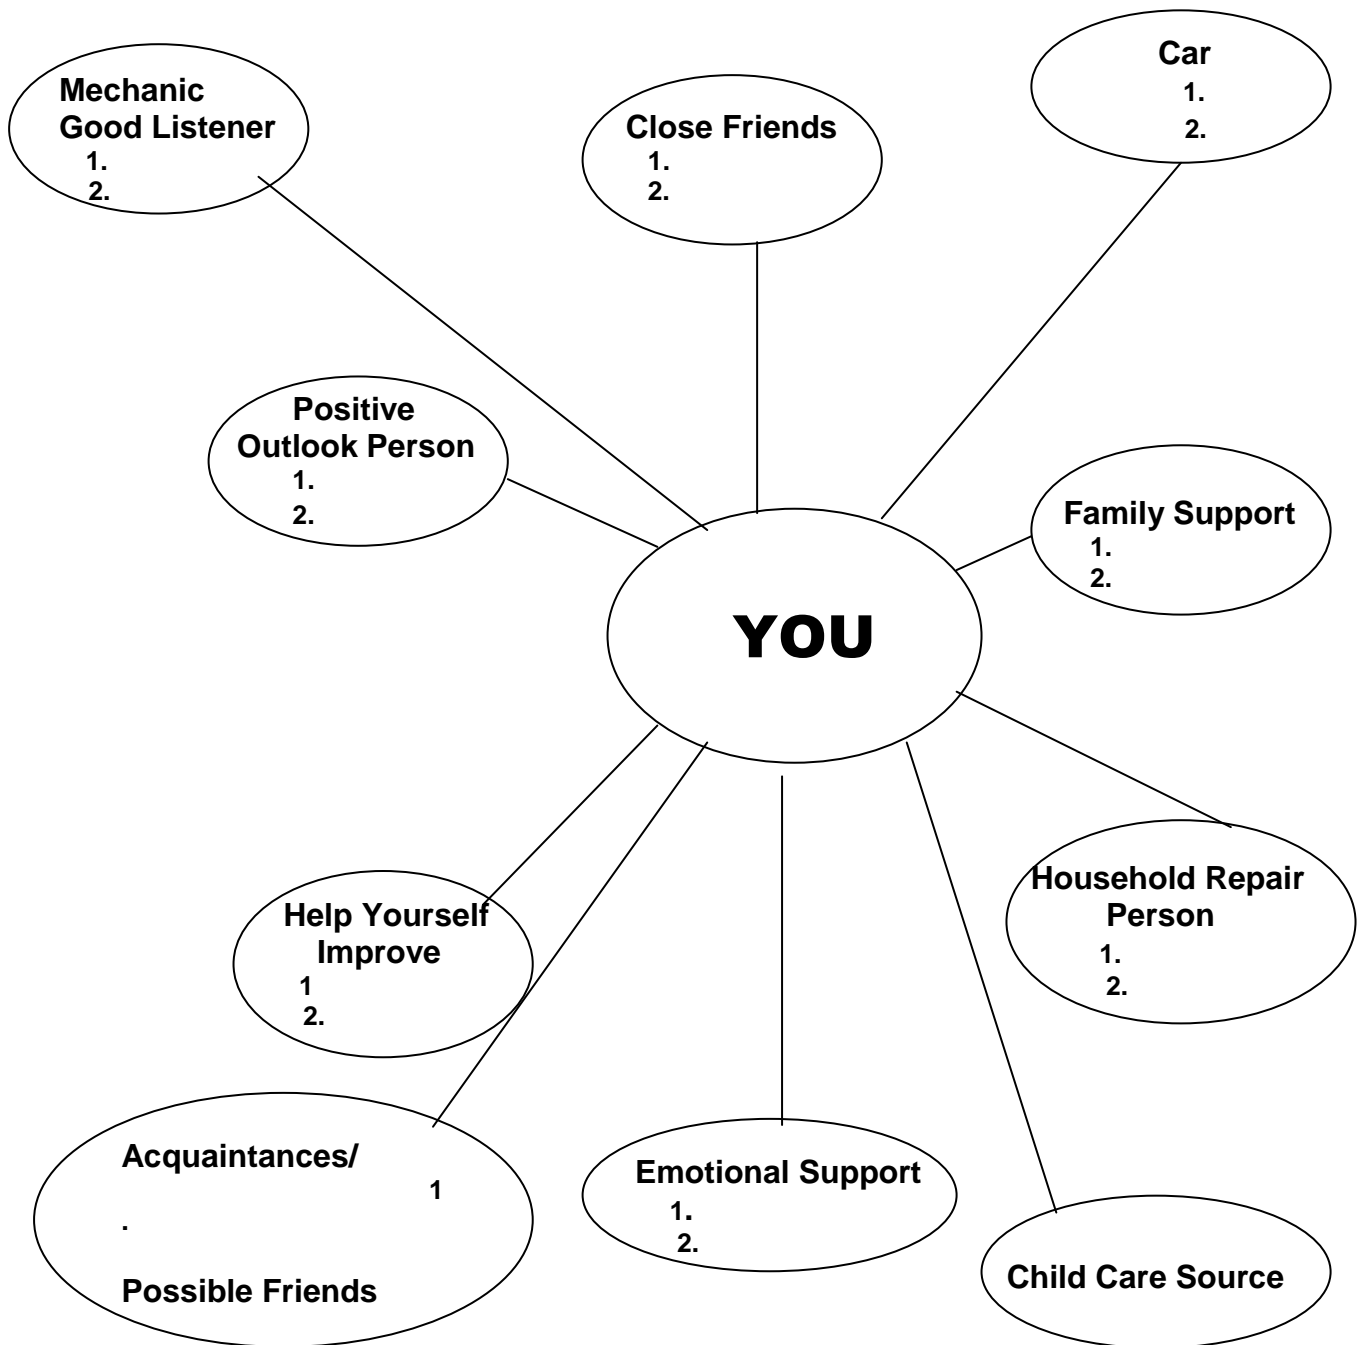 Mechanic
Good Listener
1.
2.
Close Friends
1.
2.
Car
1.
2.
Positive
Outlook Person
1.
2.
Family Support
1.
2.
YOU
Help Yourself
Improve
1
2.
Household Repair
Person
1.
2.
Acquaintances/
1
.
Possible Friends
Emotional Support
1.
2.
Child Care Source